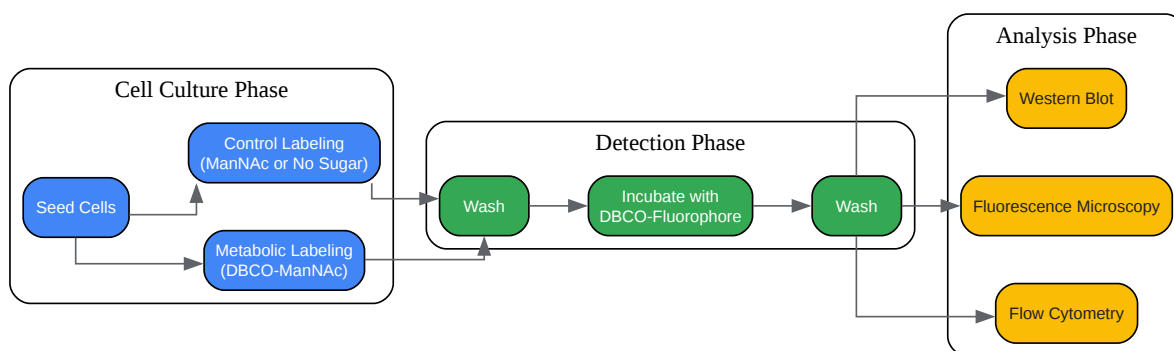 Cell Culture Phase
Seed Cells
Control Labeling
(ManNAc or No Sugar)
Metabolic Labeling
(DBCO-ManNAc)
Detection Phase
Wash
Incubate with
DBCO-Fluorophore
Wash
Analysis Phase
Western Blot
Fluorescence Microscopy
Flow Cytometry